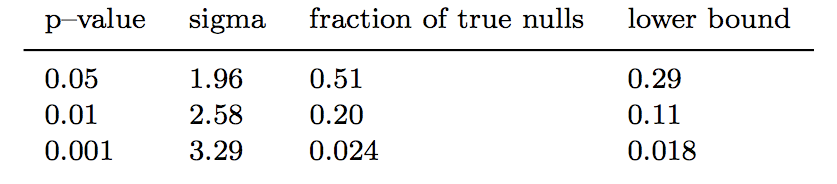 p–value sigma fraction of true nulls lower bound
0.05 1.96 0.51 0.29
0.01 2.58 0.20 0.11
0.001 3.29 0.024 0.018